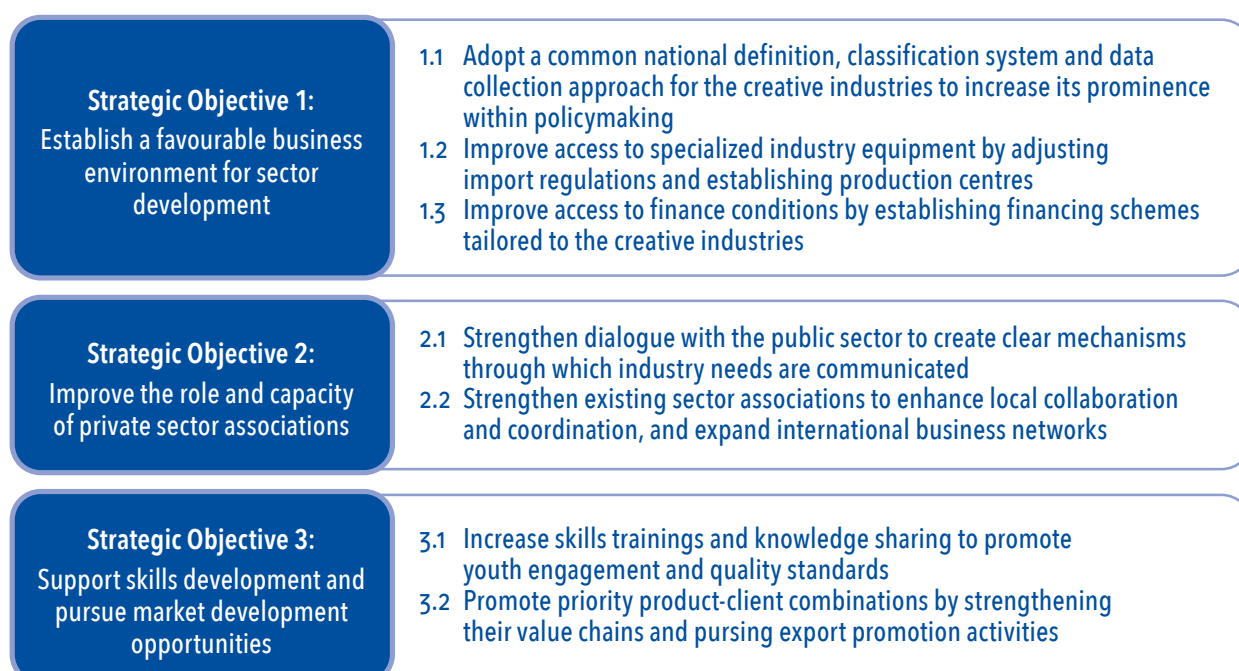 Strategic Objective 1:
Establish a favourable business
environment for sector
development
1.1 Adopt a common national definition, classification system and data
collection approach for the creative industries to increase its prominence
within policymaking
1.2 Improve access to specialized industry equipment by adjusting
import regulations and establishing production centres
1.3 Improve access to finance conditions by establishing financing schemes
tailored to the creative industries
Strategic Objective 2:
Improve the role and capacity
of private sector associations
2.1 Strengthen dialogue with the public sector to create clear mechanisms
through which industry needs are communicated
2.2 Strengthen existing sector associations to enhance local collaboration
and coordination, and expand international business networks
Strategic Objective 3:
Support skills development and
pursue market development
opportunities
3.1 Increase skills trainings and knowledge sharing to promote
youth engagement and quality standards
3.2 Promote priority product-client combinations by strengthening
their value chains and pursing export promotion activities